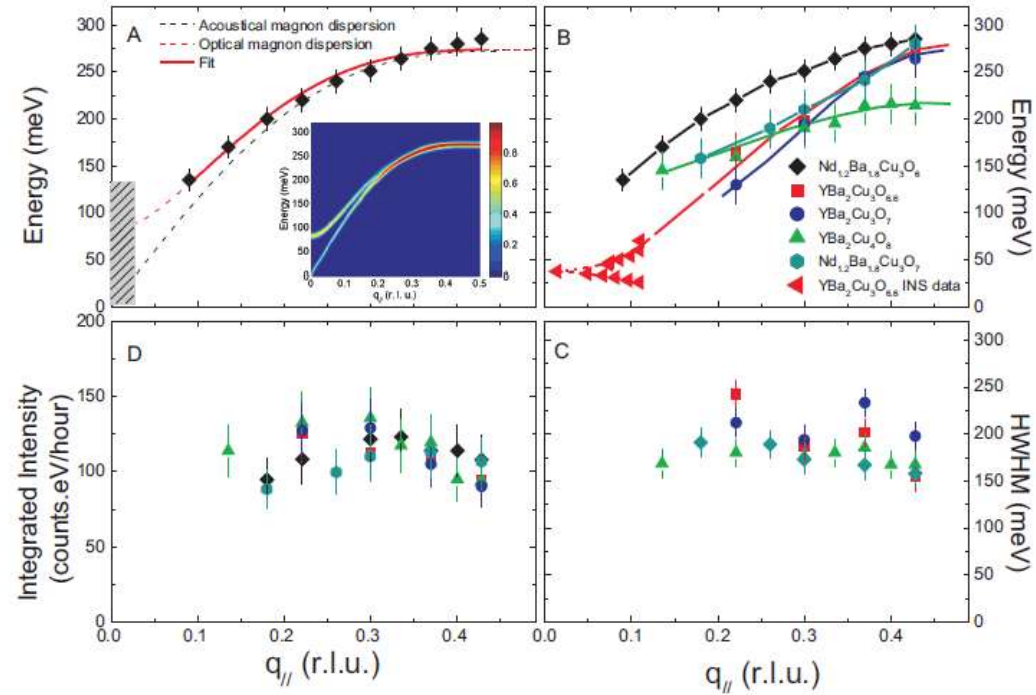 A
Acoustical magnon dispersion
Optical magnon dispersion
Fit
Energy (meV)
300
250
200
150
100
50
0
Energy (meV)
300
250
200
150
100
50
0
0.0 0.1 0.2 0.3 0.4 0.5
q// (r.l.u.)
0.8
0.6
0.4
0.2
0
B
Nd1.2Ba1.8Cu3O6
YBa2Cu3O6.6
YBa2Cu3O7
YBa2Cu4O8
Nd1.2Ba1.8Cu3O7
YBa2Cu3O6.6 INS data
300
250
200
150
100
50
0
Energy (meV)
D
Integrated Intensity
(counts.eV/hour)
200
150
100
50
0
0.0 0.1 0.2 0.3 0.4
q// (r.l.u.)
C
300
250
200
150
100
50
0
HWHM (meV)
0.0 0.1 0.2 0.3 0.4
q// (r.l.u.)